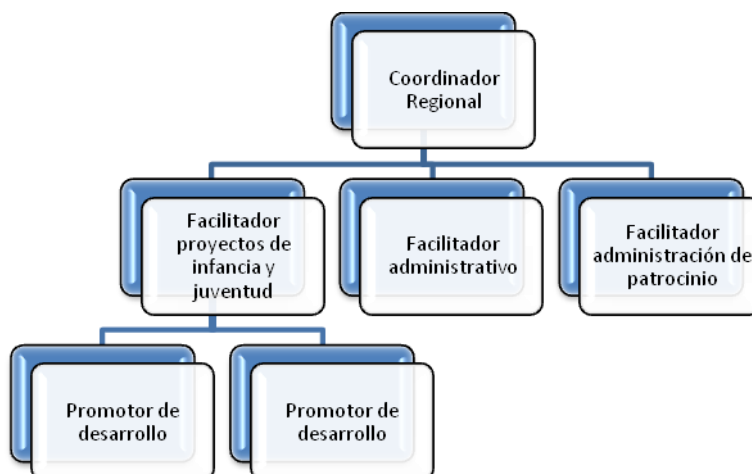 Coordinador
Regional
Facilitador
proyectos de
infancia y
juventud
Facilitador
administrativo
Facilitador
administración de
patrocinio
Promotor de
desarrollo
Promotor de
desarrollo